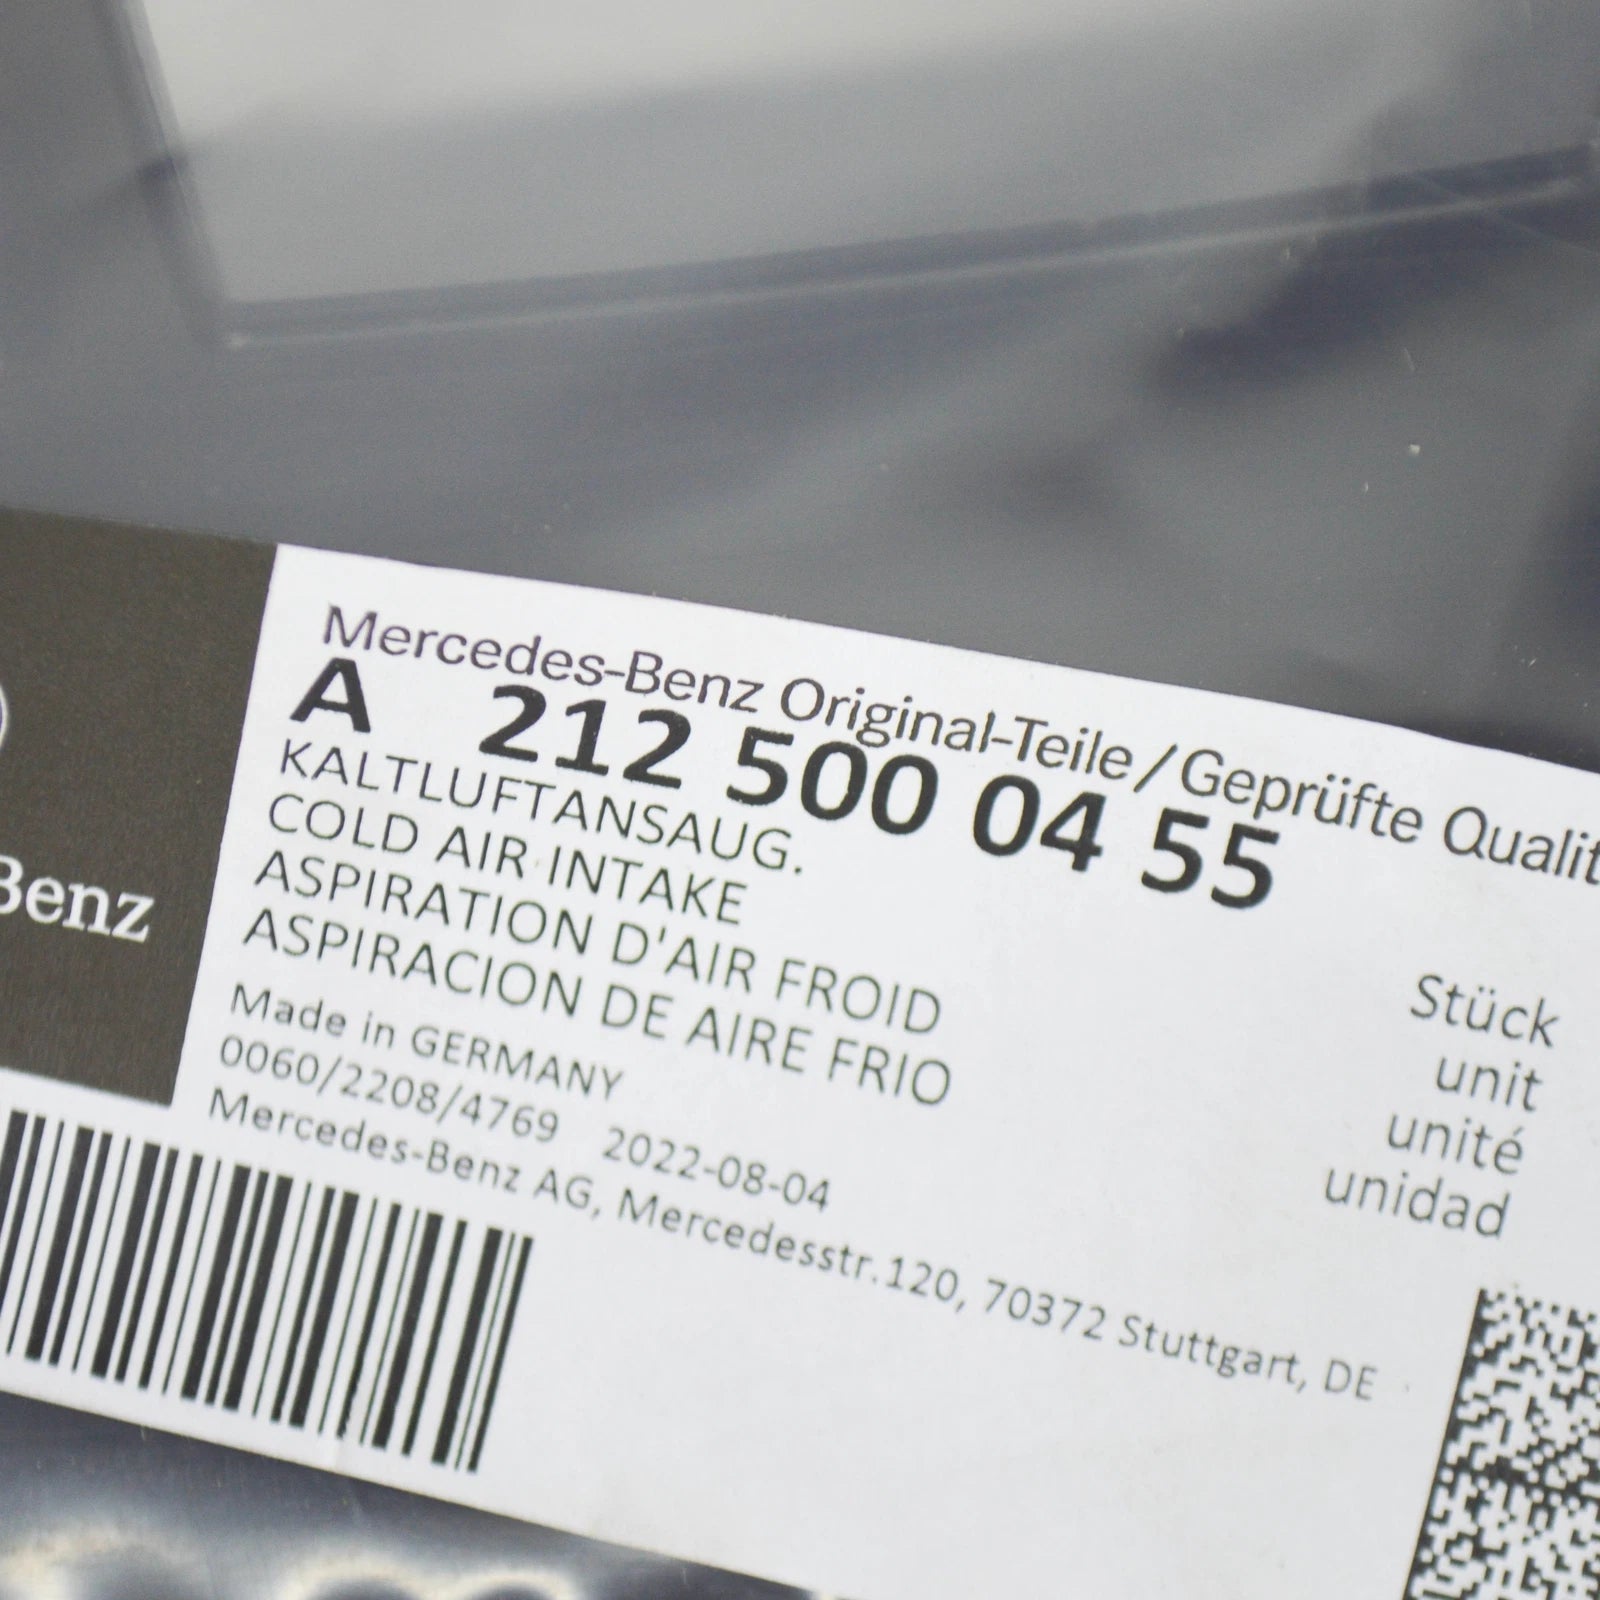 Mercedes-Benz Original-Teile / Geprüfte Qualit
A 212 500 04 55
KALTLUFTANSAUG.
COLD AIR INTAKE
ASPIRATION D'AIR FROID
ASPIRACION DE AIRE FRIO
Made in GERMANY
0060/2208/4769 2022-08-04
Mercedes-Benz AG, Mercedesstr.120, 70372 Stuttgart, DE
Stück
unit
unité
unidad
Benz